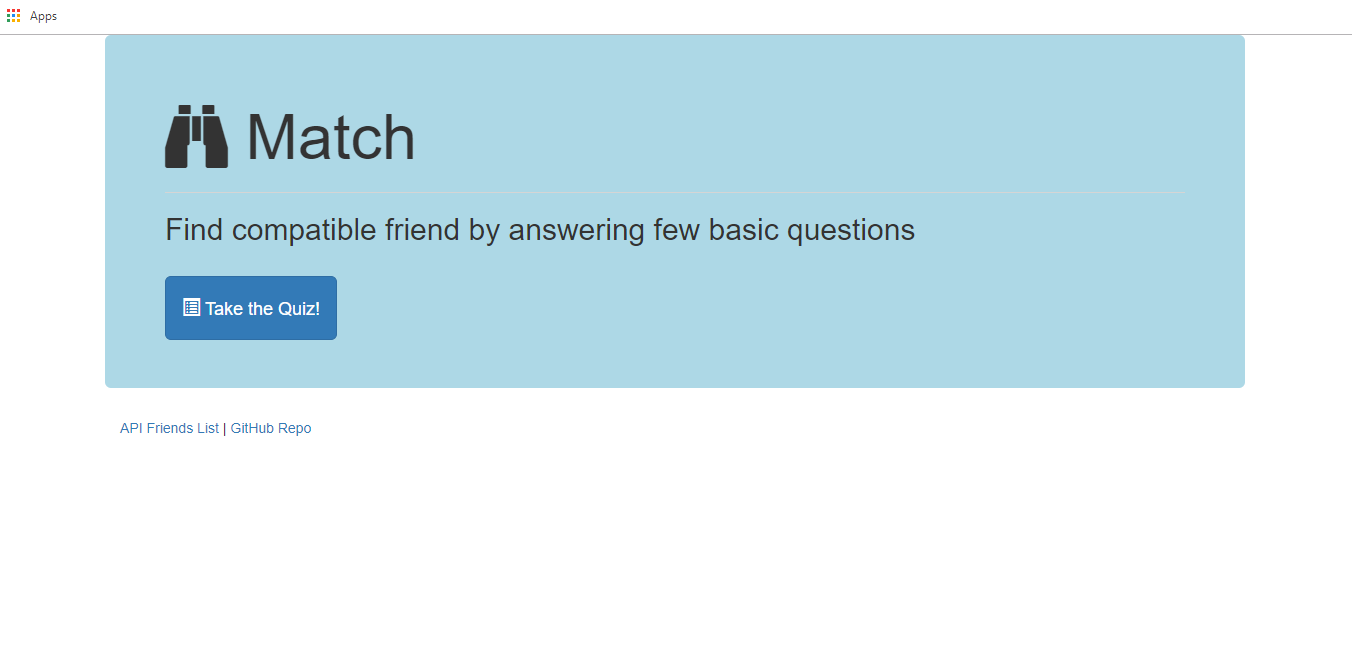 Apps
Match
Find compatible friend by answering few basic questions
Take the Quiz!
API Friends List | GitHub Repo